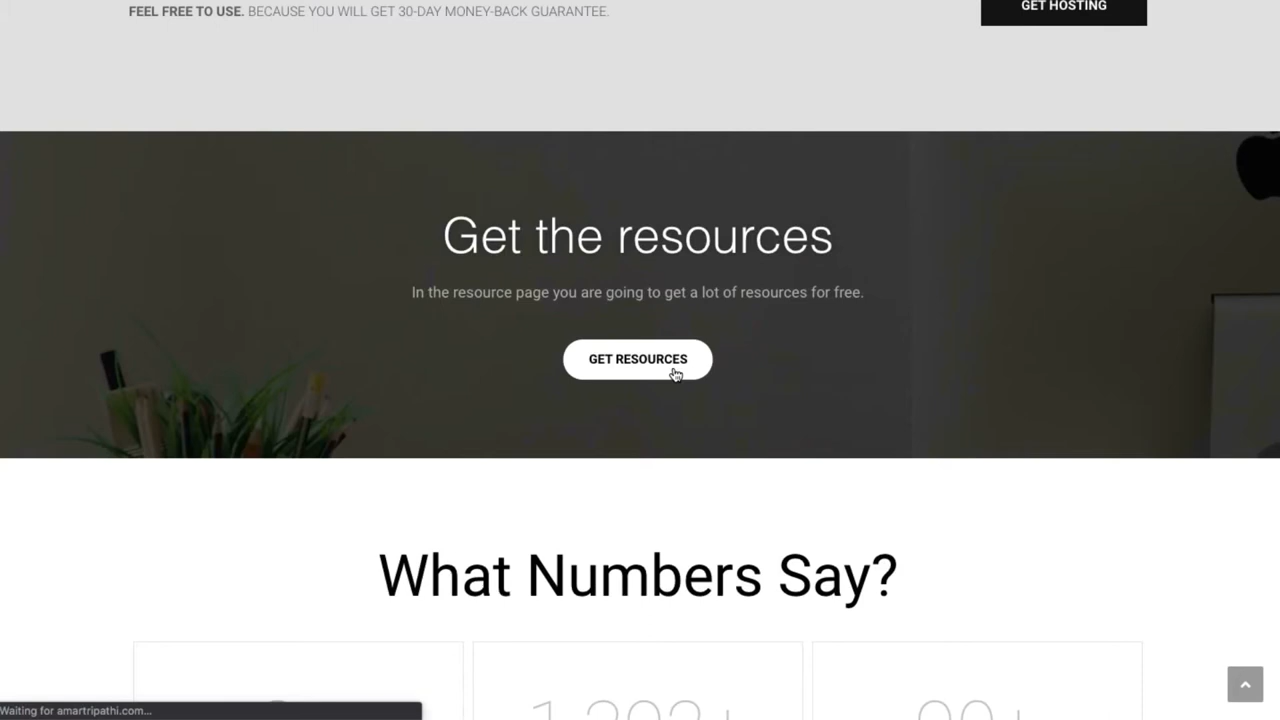 FEEL FREE TO USE. BECAUSE YOU WILL GET 30-DAY MONEY-BACK GUARANTEE.
GET HOSTING
Get the resources
In the resource page you are going to get a lot of resources for free.
GET RESOURCES
What Numbers Say?
Waiting for amartripathi.com...